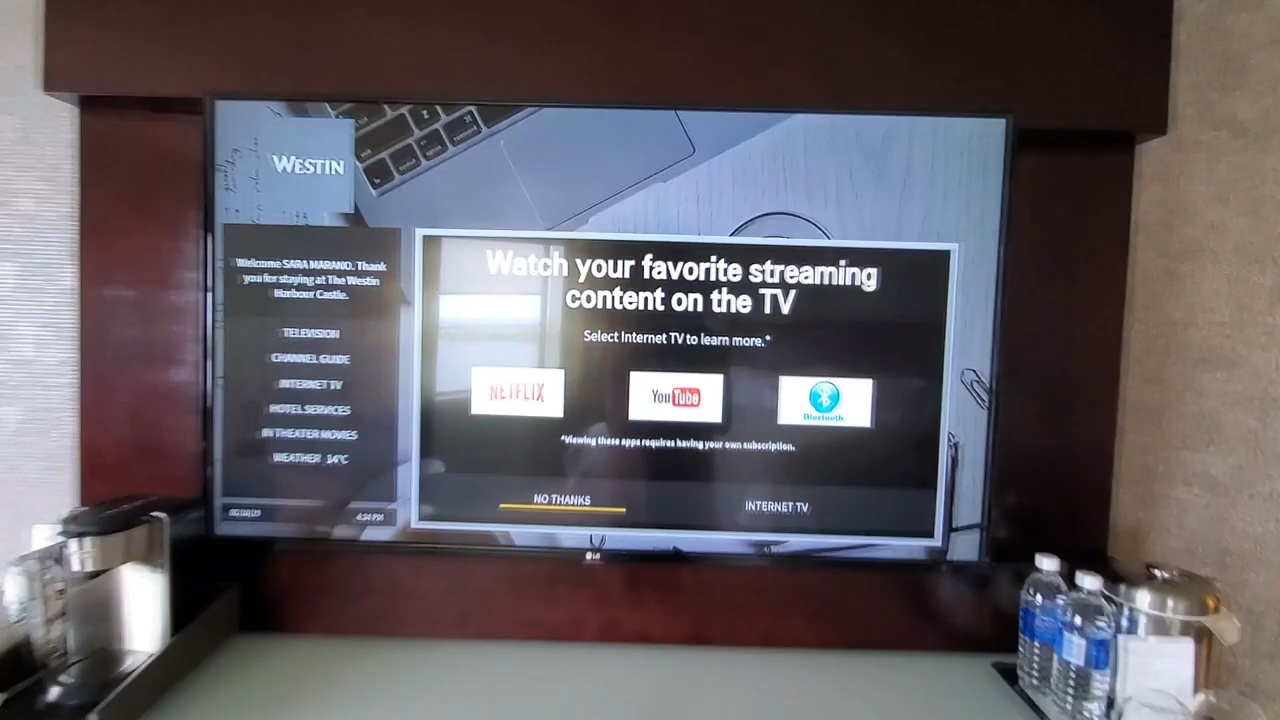 WESTIN
Welcome SARA MARANO. Thank
you for staying at The Westin
Harbour Castle.
TELEVISION
CHANNEL GUIDE
INTERNET TV
HOTEL SERVICES
IN THEATER MOVIES
WEATHER 14°C
4:34 PM
Watch your favorite streaming
content on the TV
Select Internet TV to learn more.*
NETFLIX
YouTube
Bluetooth
*Viewing these apps requires having your own subscription.
NO THANKS
INTERNET TV
LG